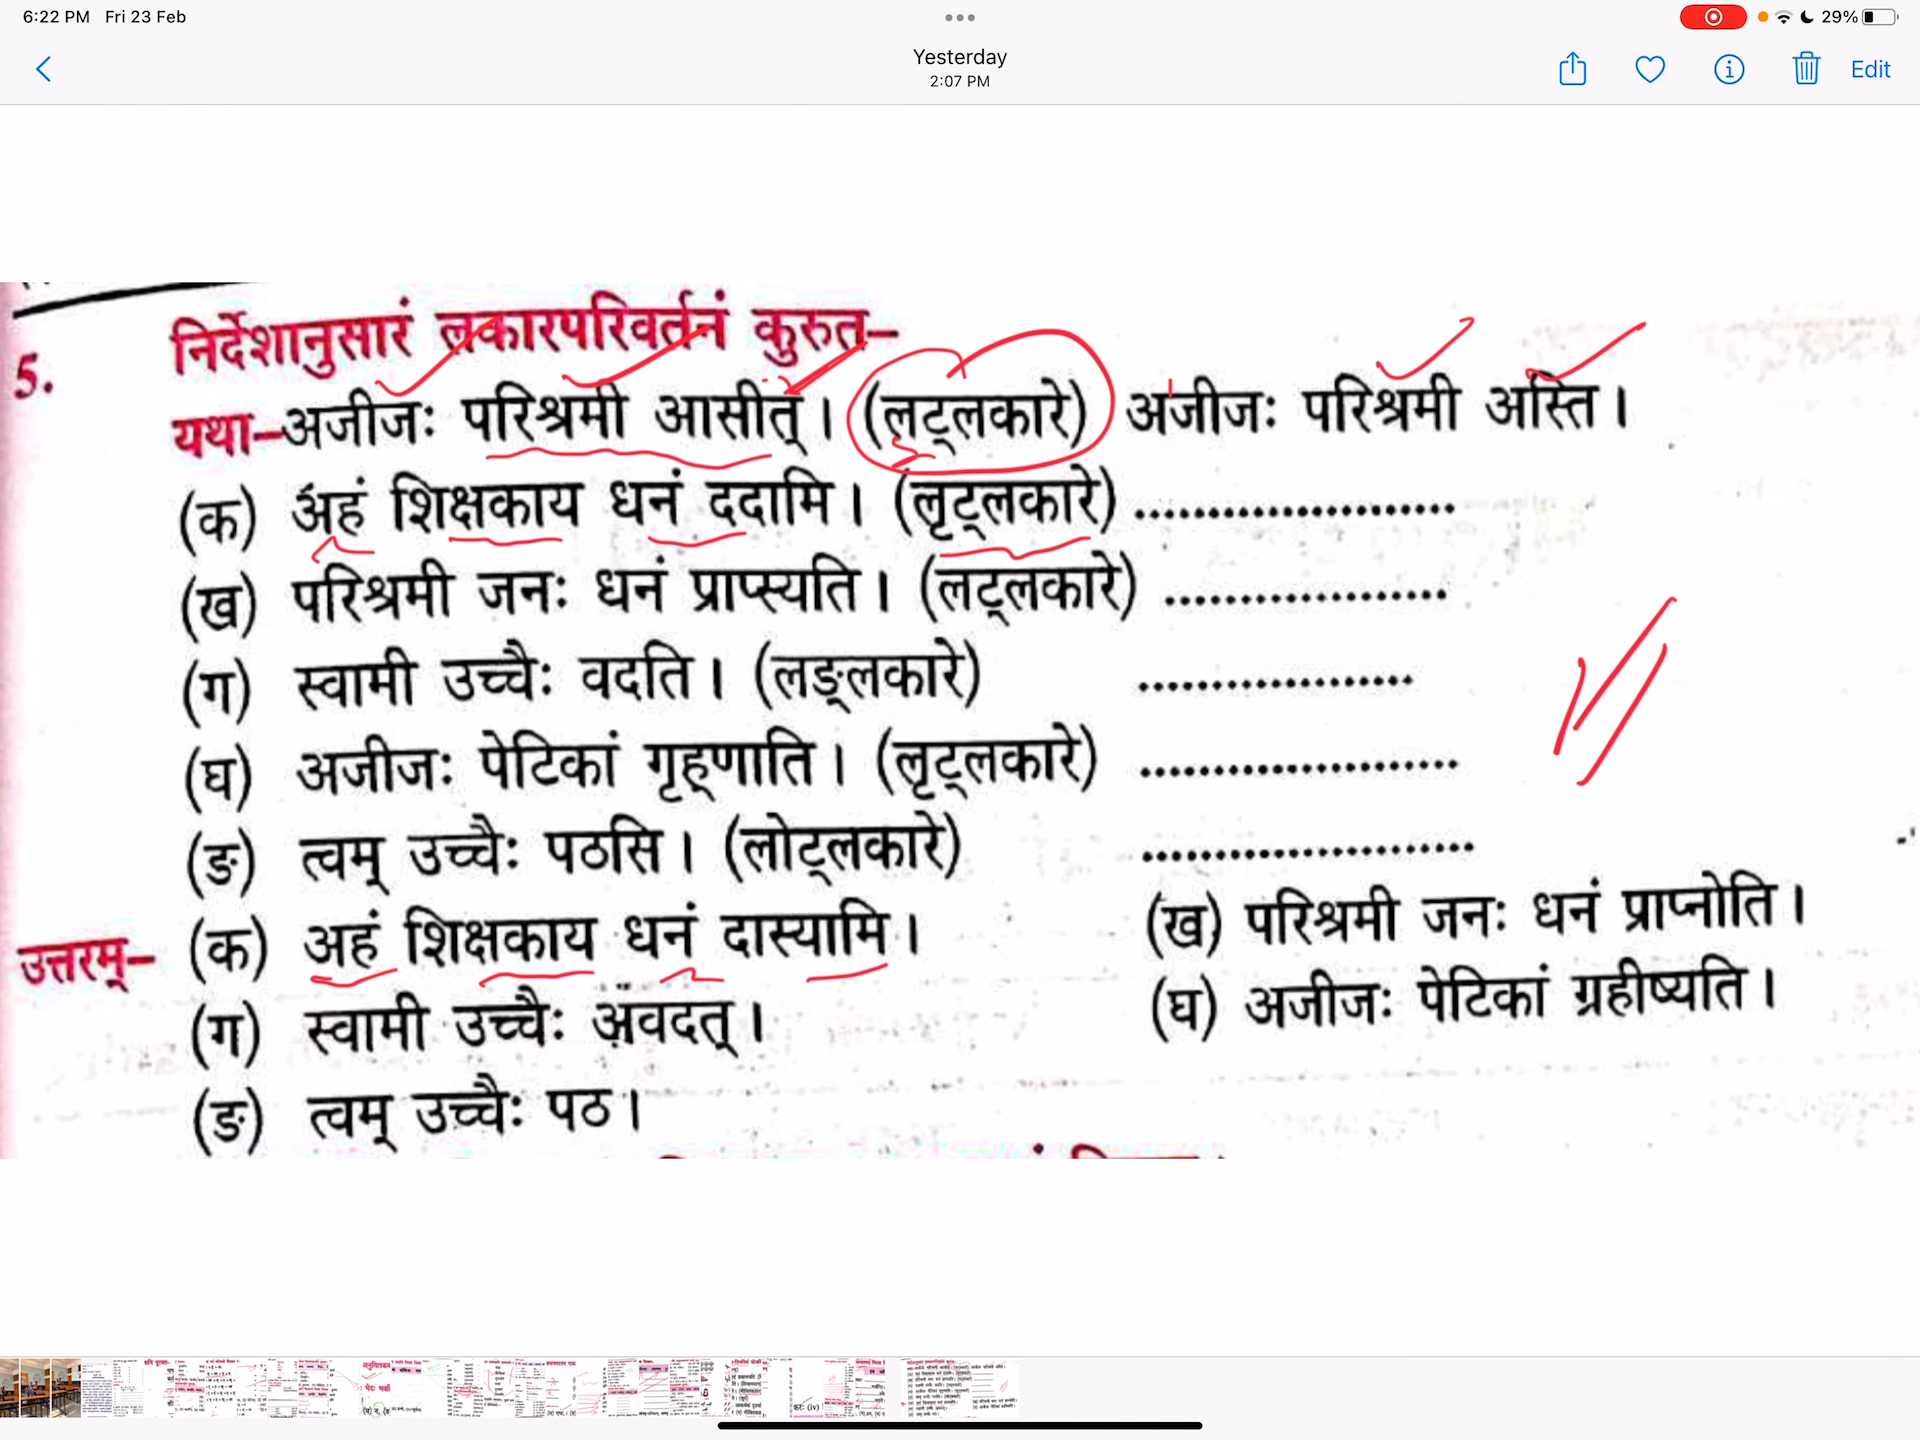 6:22 PM Fri 23 Feb
29%
Yesterday
2:07 PM
Edit
5. निर्देशानुसारं लकारपरिवर्तनं कुरुत–
यथा–अजीजः परिश्रमी आसीत्। (लट्लकारे) अजीजः परिश्रमी अस्ति।
(क) अहं शिक्षकाय धनं ददामि। (लृट्लकारे) ......................
(ख) परिश्रमी जनः धनं प्राप्स्यति। (लट्लकारे) ....................
(ग) स्वामी उच्चैः वदति। (लङ्लकारे) ...................
(घ) अजीजः पेटिकां गृह्णाति। (लृट्लकारे) ......................
(ङ) त्वम् उच्चैः पठसि। (लोट्लकारे) .......................
उत्तरम्– (क) अहं शिक्षकाय धनं दास्यामि। (ख) परिश्रमी जनः धनं प्राप्नोति।
(ग) स्वामी उच्चैः अवदत्। (घ) अजीजः पेटिकां ग्रहीष्यति।
(ङ) त्वम् उच्चैः पठ।